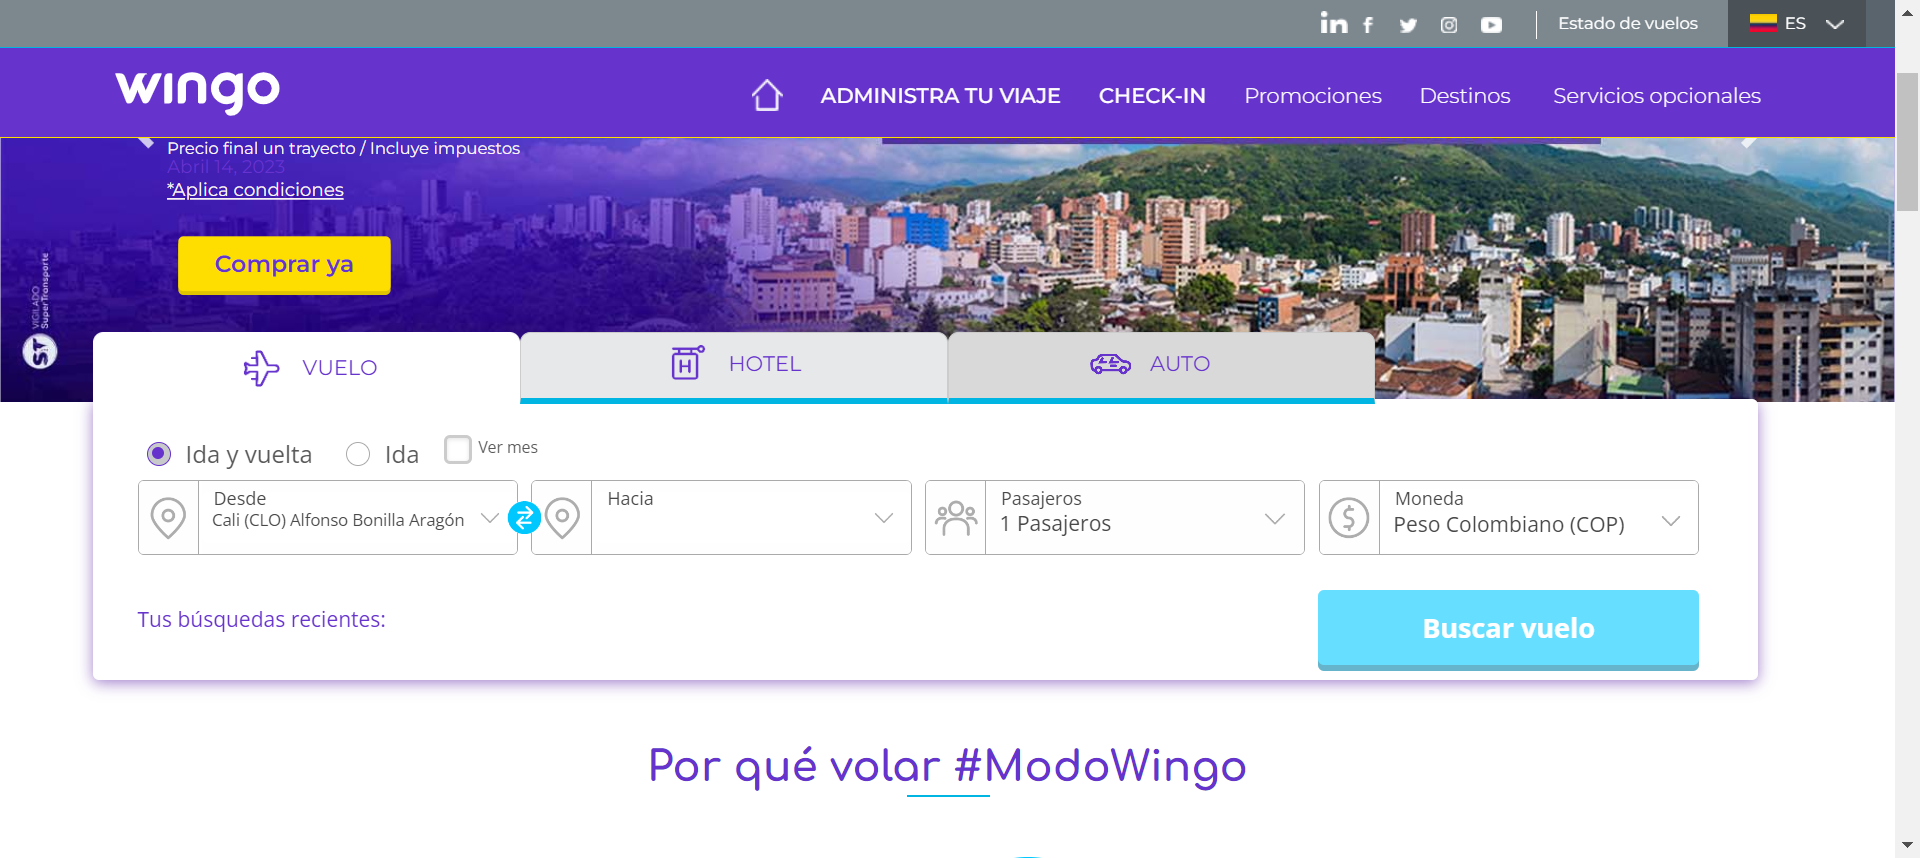 Estado de vuelos
ES
wingo
ADMINISTRA TU VIAJE
CHECK-IN
Promociones
Destinos
Servicios opcionales
Precio final un trayecto / Incluye impuestos
Abril 14, 2023
*Aplica condiciones
Comprar ya
VIGILADO
SuperTransporte
ST
VUELO
HOTEL
AUTO
Ida y vuelta
Ida
Ver mes
Desde
Cali (CLO) Alfonso Bonilla Aragón
Hacia
Pasajeros
1 Pasajeros
Moneda
Peso Colombiano (COP)
Tus búsquedas recientes:
Buscar vuelo
Por qué volar #ModoWingo